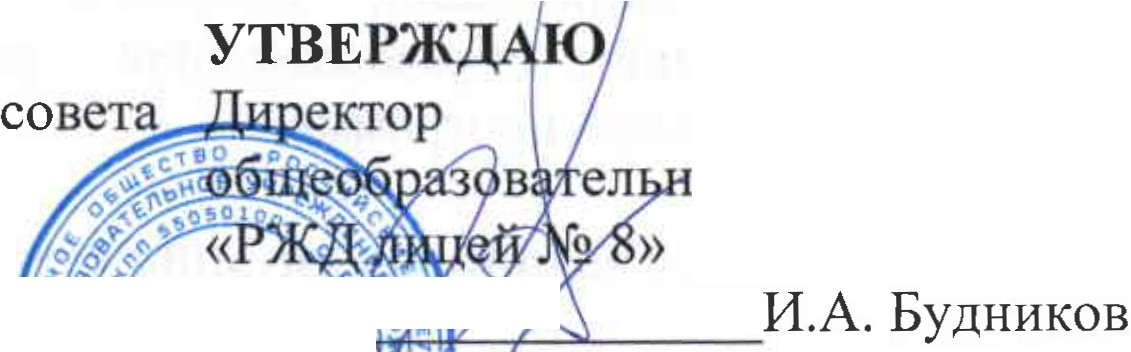 УТВЕРЖДАЮ
совета Директор
общеобразовательн
«РЖД лицей № 8»
И.А. Будников